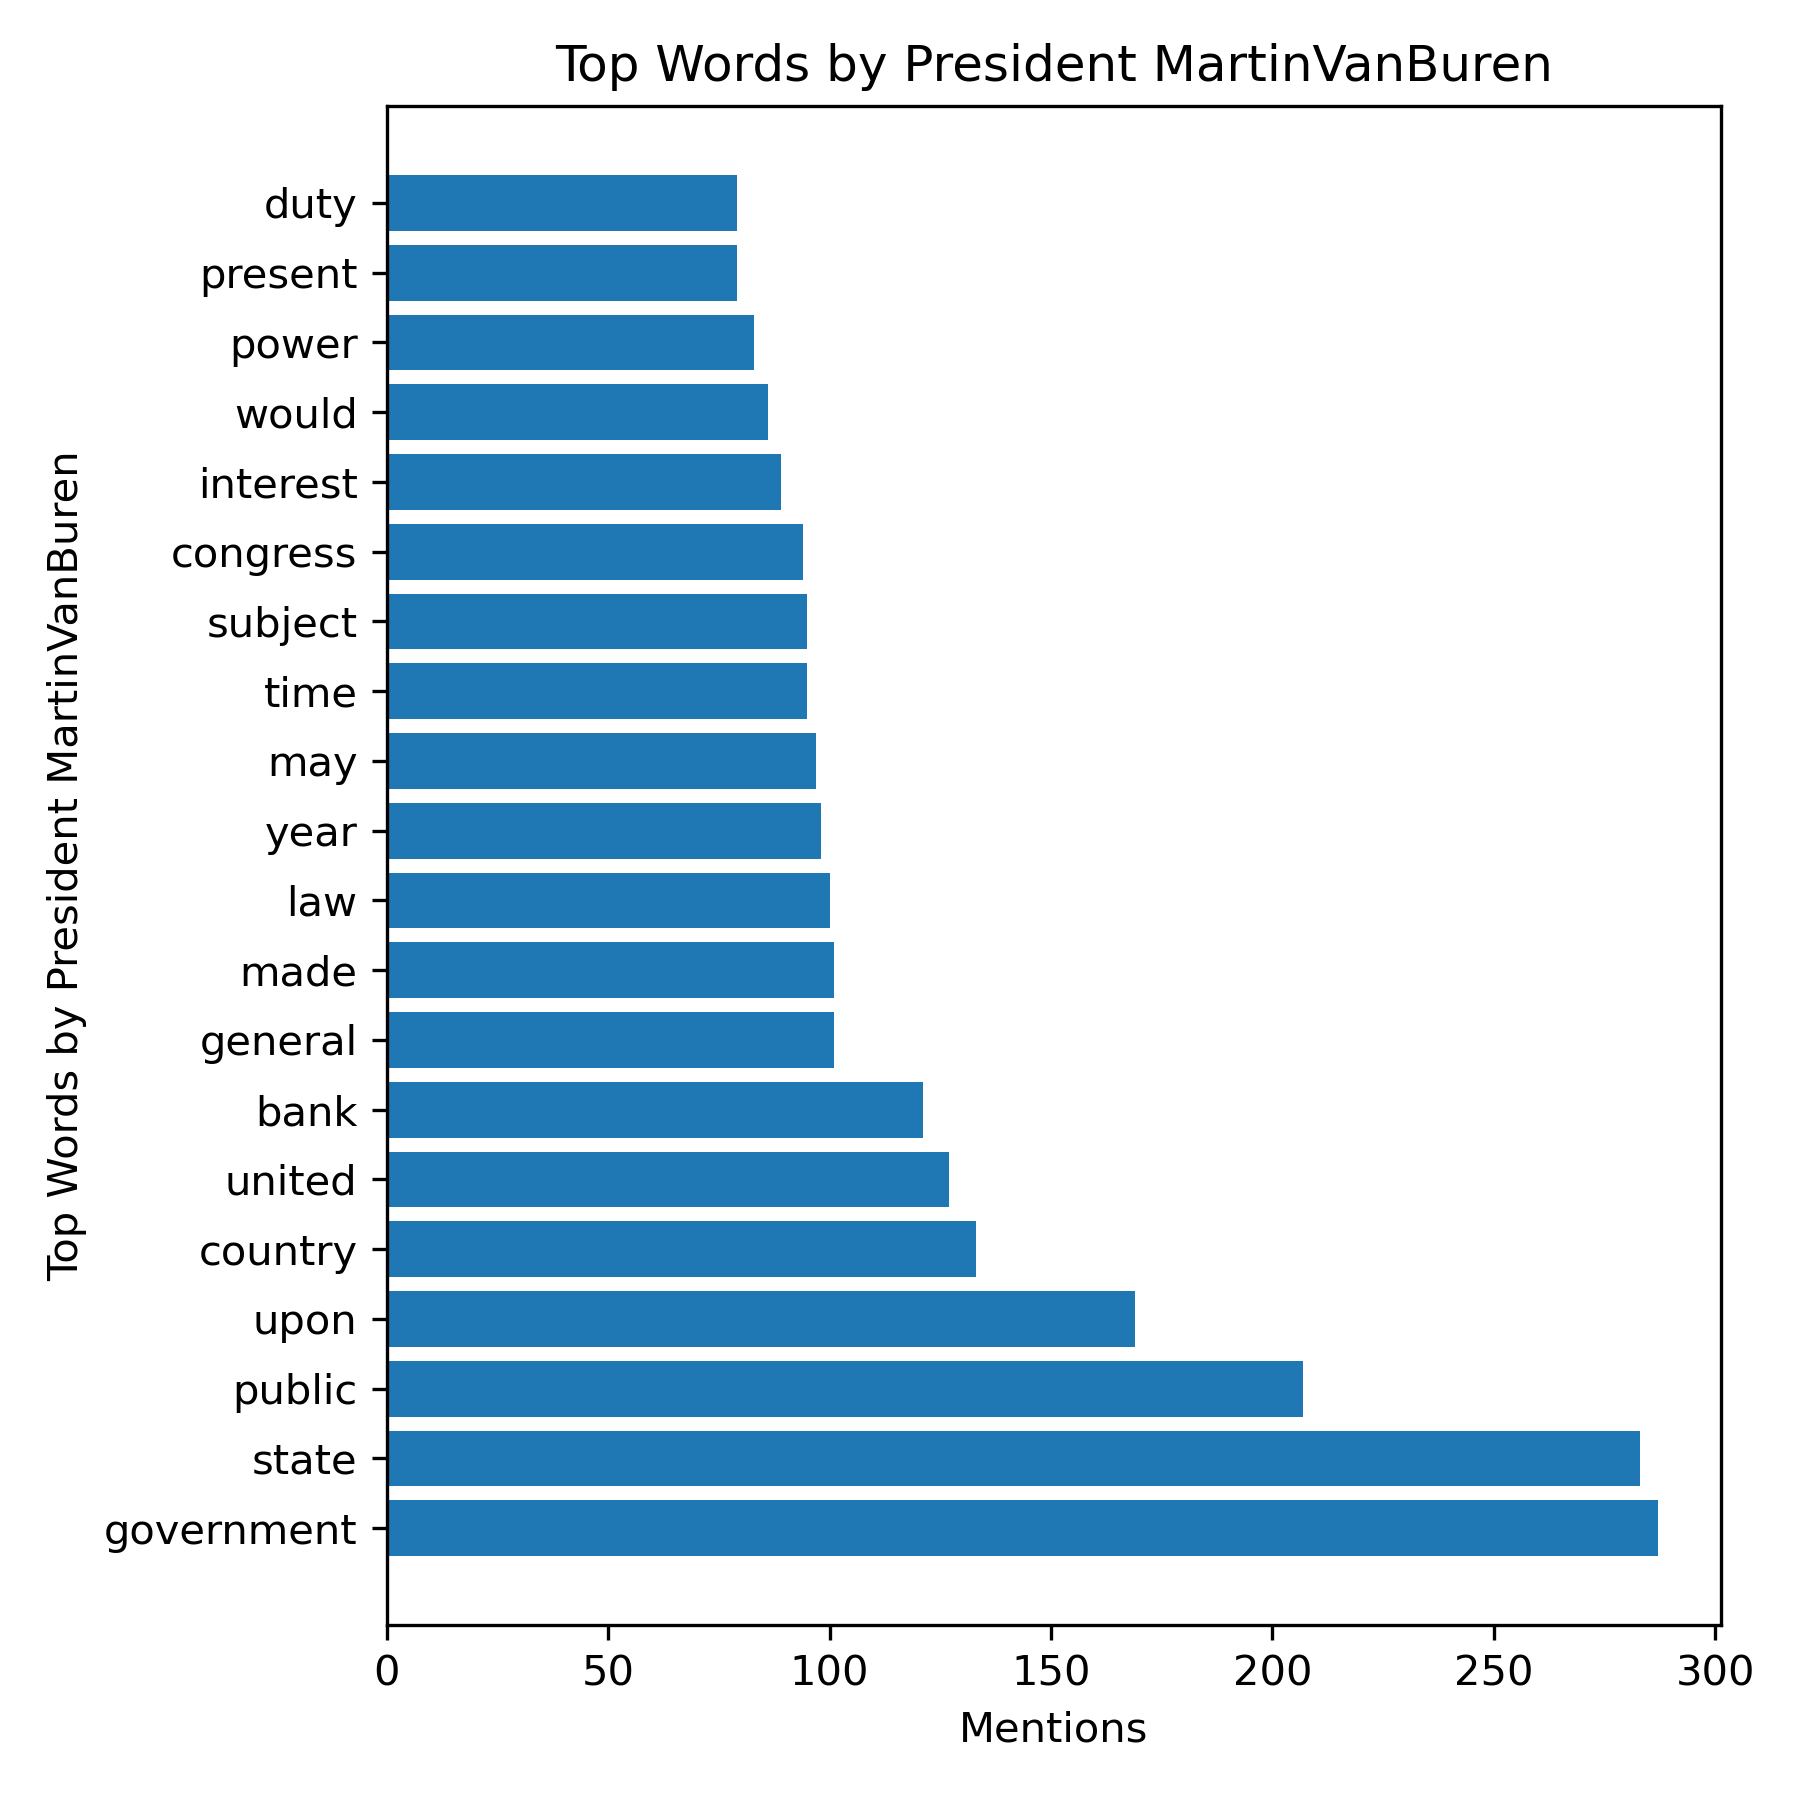 Top Words by President MartinVanBuren
Top Words by President MartinVanBuren
duty
present
power
would
interest
congress
subject
time
may
year
law
made
general
bank
united
country
upon
public
state
government
0 50 100 150 200 250 300
Mentions